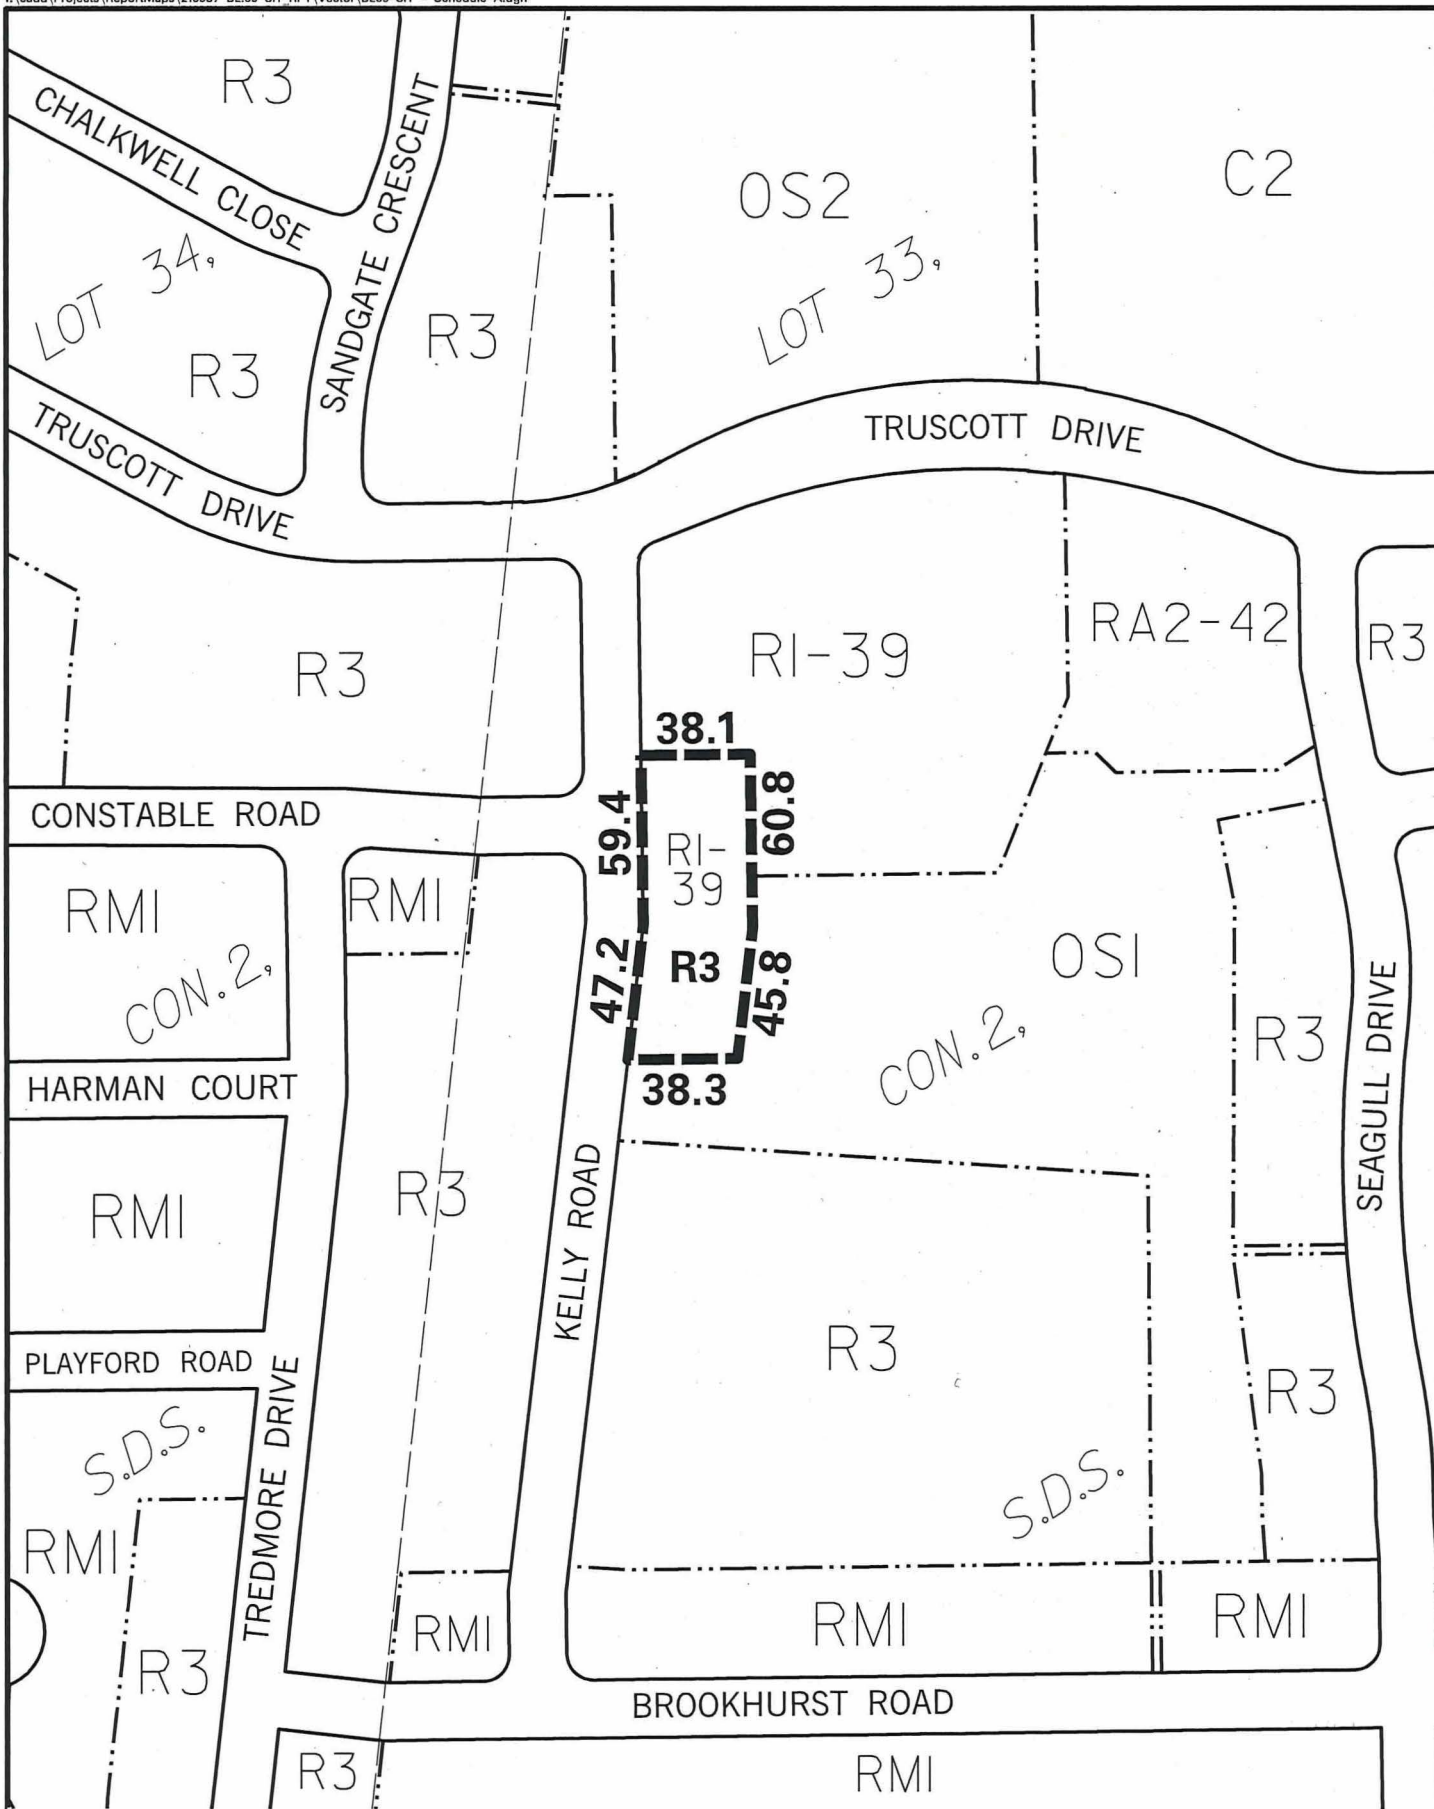 R3
CHALKWELL CLOSE
SANDGATE CRESCENT
OS2
C2
LOT 34,
LOT 33,
R3
R3
TRUSCOTT DRIVE
TRUSCOTT DRIVE
R3
RI-39
RA2-42
R3
38.1
59.4
60.8
RI-
39
CONSTABLE ROAD
RMI
RMI
CON. 2,
47.2
R3
45.8
OSI
CON. 2,
R3
SEAGULL DRIVE
HARMAN COURT
38.3
RMI
R3
KELLY ROAD
R3
R3
PLAYFORD ROAD
TREDMORE DRIVE
S.D.S.
S.D.S.
RMI
R3
RMI
RMI
RMI
BROOKHURST ROAD
R3
RMI